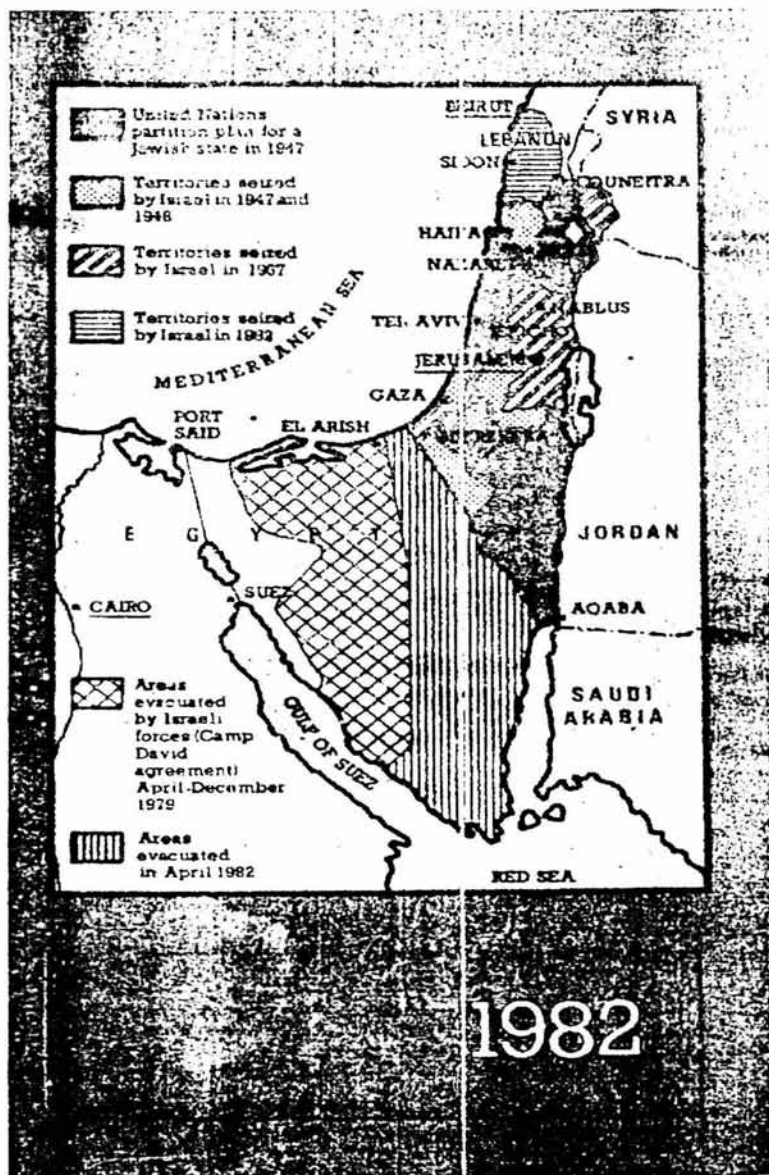 United Nations
partition plan for a
Jewish state in 1947
Territories seized
by Israel in 1947 and
1948
Territories seized
by Israel in 1967
Territories seized
by Israel in 1982
MEDITERRANEAN SEA
BEIRUT
SYRIA
LEBANON
SIDON
QUNEITRA
HAIFA
NABLUS
TEL AVIV
JERUSALEM
GAZA
PORT
SAID
EL ARISH
EGYPT
JORDAN
CAIRO
SUEZ
AQABA
SAUDI
ARABIA
GULF OF SUEZ
Areas
evacuated
by Israeli
forces (Camp
David
agreement)
April-December
1979
Areas
evacuated
in April 1982
RED SEA
1982